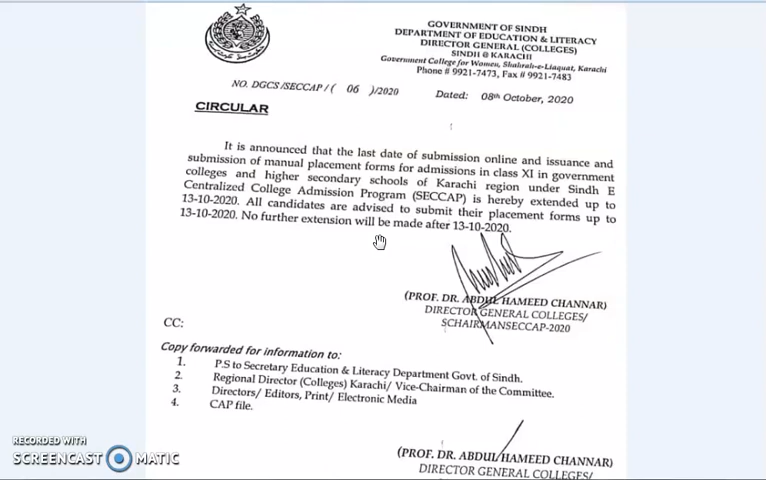 GOVERNMENT OF SINDH
DEPARTMENT OF EDUCATION & LITERACY
DIRECTOR GENERAL (COLLEGES)
SINDH @ KARACHI
Government College for Women, Shahrah-e-Liaquat, Karachi
Phone # 9921-7473, Fax # 9921-7483
NO. DGCS/SECCAP/( 06 )/2020
Dated: 08th October, 2020
CIRCULAR
It is announced that the last date of submission online and issuance and
submission of manual placement forms for admissions in class XI in government
colleges and higher secondary schools of Karachi region under Sindh E
Centralized College Admission Program (SECCAP) is hereby extended up to
13-10-2020. All candidates are advised to submit their placement forms up to
13-10-2020. No further extension will be made after 13-10-2020.
(PROF. DR. ABDUL HAMEED CHANNAR)
DIRECTOR GENERAL COLLEGES/
SCHAIRMANSECCAP-2020
CC:
Copy forwarded for information to:
1. P.S to Secretary Education & Literacy Department Govt. of Sindh.
2. Regional Director (Colleges) Karachi/ Vice-Chairman of the Committee.
3. Directors/ Editors, Print/ Electronic Media
4. CAP file.
(PROF. DR. ABDUL HAMEED CHANNAR)
DIRECTOR GENERAL COLLEGES/
RECORDED WITH
SCREENCAST MATIC